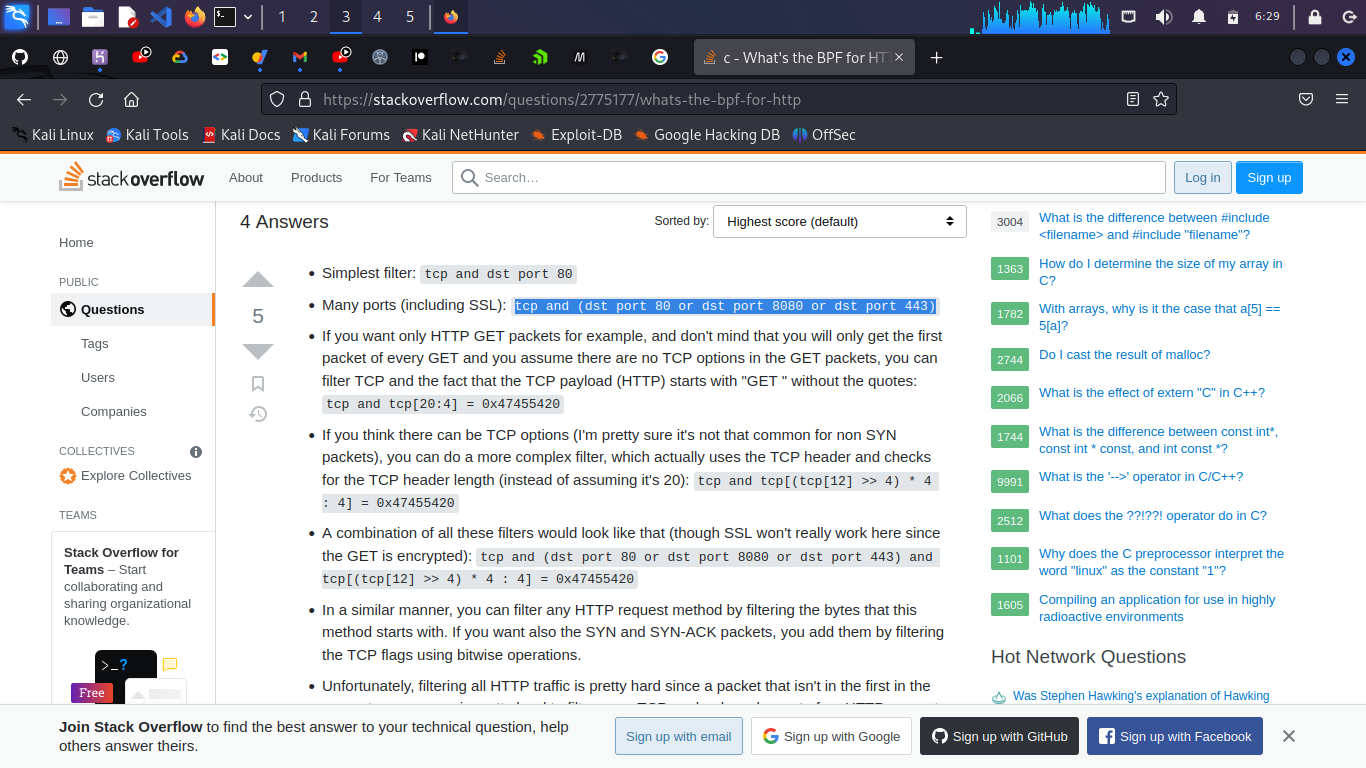 1 2 3 4 5
6:29
c - What's the BPF for HT
https://stackoverflow.com/questions/2775177/whats-the-bpf-for-http
Kali Linux Kali Tools Kali Docs Kali Forums Kali NetHunter Exploit-DB Google Hacking DB OffSec
stackoverflow About Products For Teams Search… Log in Sign up
Home
PUBLIC
Questions
Tags
Users
Companies
COLLECTIVES
Explore Collectives
TEAMS
Stack Overflow for
Teams – Start
collaborating and
sharing organizational
knowledge.
>_?
Free
4 Answers
Sorted by: Highest score (default)
5
Simplest filter: tcp and dst port 80
Many ports (including SSL): tcp and (dst port 80 or dst port 8080 or dst port 443)
If you want only HTTP GET packets for example, and don't mind that you will only get the first
packet of every GET and you assume there are no TCP options in the GET packets, you can
filter TCP and the fact that the TCP payload (HTTP) starts with "GET " without the quotes:
tcp and tcp[20:4] = 0x47455420
If you think there can be TCP options (I'm pretty sure it's not that common for non SYN
packets), you can do a more complex filter, which actually uses the TCP header and checks
for the TCP header length (instead of assuming it's 20): tcp and tcp[(tcp[12] >> 4) * 4
: 4] = 0x47455420
A combination of all these filters would look like that (though SSL won't really work here since
the GET is encrypted): tcp and (dst port 80 or dst port 8080 or dst port 443) and
tcp[(tcp[12] >> 4) * 4 : 4] = 0x47455420
In a similar manner, you can filter any HTTP request method by filtering the bytes that this
method starts with. If you want also the SYN and SYN-ACK packets, you add them by filtering
the TCP flags using bitwise operations.
Unfortunately, filtering all HTTP traffic is pretty hard since a packet that isn't in the first in the
3004 What is the difference between #include
<filename> and #include "filename"?
1363 How do I determine the size of my array in
C?
1782 With arrays, why is it the case that a[5] ==
5[a]?
2744 Do I cast the result of malloc?
2066 What is the effect of extern "C" in C++?
1744 What is the difference between const int*,
const int * const, and int const *?
9991 What is the '-->' operator in C/C++?
2512 What does the ??!??! operator do in C?
1101 Why does the C preprocessor interpret the
word "linux" as the constant "1"?
1605 Compiling an application for use in highly
radioactive environments
Hot Network Questions
Was Stephen Hawking's explanation of Hawking
Join Stack Overflow to find the best answer to your technical question, help
others answer theirs.
Sign up with email Sign up with Google Sign up with GitHub Sign up with Facebook